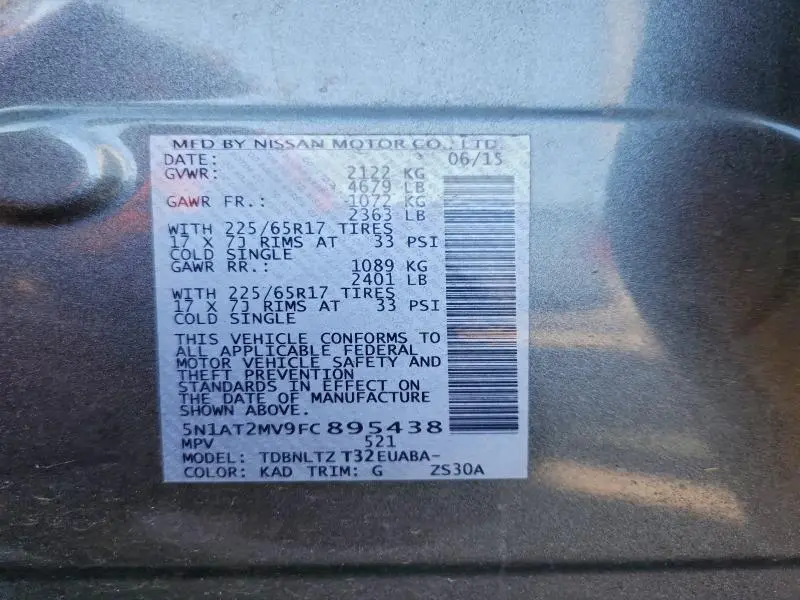 MFD BY NISSAN MOTOR CO., LTD
DATE: 06/15
GVWR: 2122 KG
4679 LB
GAWR FR.: 1072 KG
2363 LB
WITH 225/65R17 TIRES
17 X 7J RIMS AT 33 PSI
COLD SINGLE
GAWR RR.: 1089 KG
2401 LB
WITH 225/65R17 TIRES
17 X 7J RIMS AT 33 PSI
COLD SINGLE
THIS VEHICLE CONFORMS TO
ALL APPLICABLE FEDERAL
MOTOR VEHICLE SAFETY AND
THEFT PREVENTION
STANDARDS IN EFFECT ON
THE DATE OF MANUFACTURE
SHOWN ABOVE.
5N1AT2MV9FC895438
MPV 521
MODEL: TDBNLTZ T32EUABA-
COLOR: KAD TRIM: G ZS30A